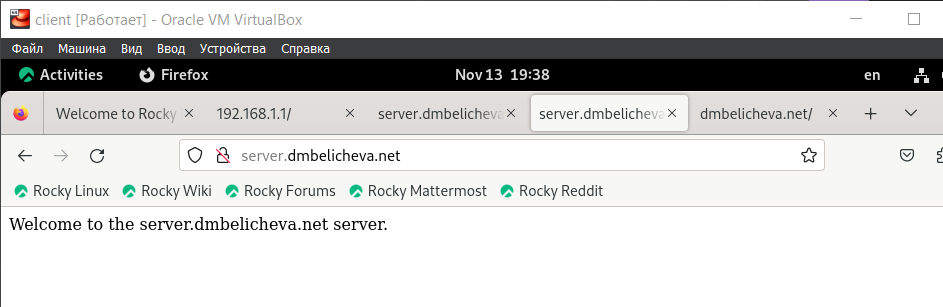 client [Работает] - Oracle VM VirtualBox
Файл Машина Вид Ввод Устройства Справка
Activities Firefox Nov 13 19:38 en
Welcome to Rocky 192.168.1.1/ server.dmbelicheva server.dmbelicheva. dmbelicheva.net/
server.dmbelicheva.net
Rocky Linux Rocky Wiki Rocky Forums Rocky Mattermost Rocky Reddit
Welcome to the server.dmbelicheva.net server.